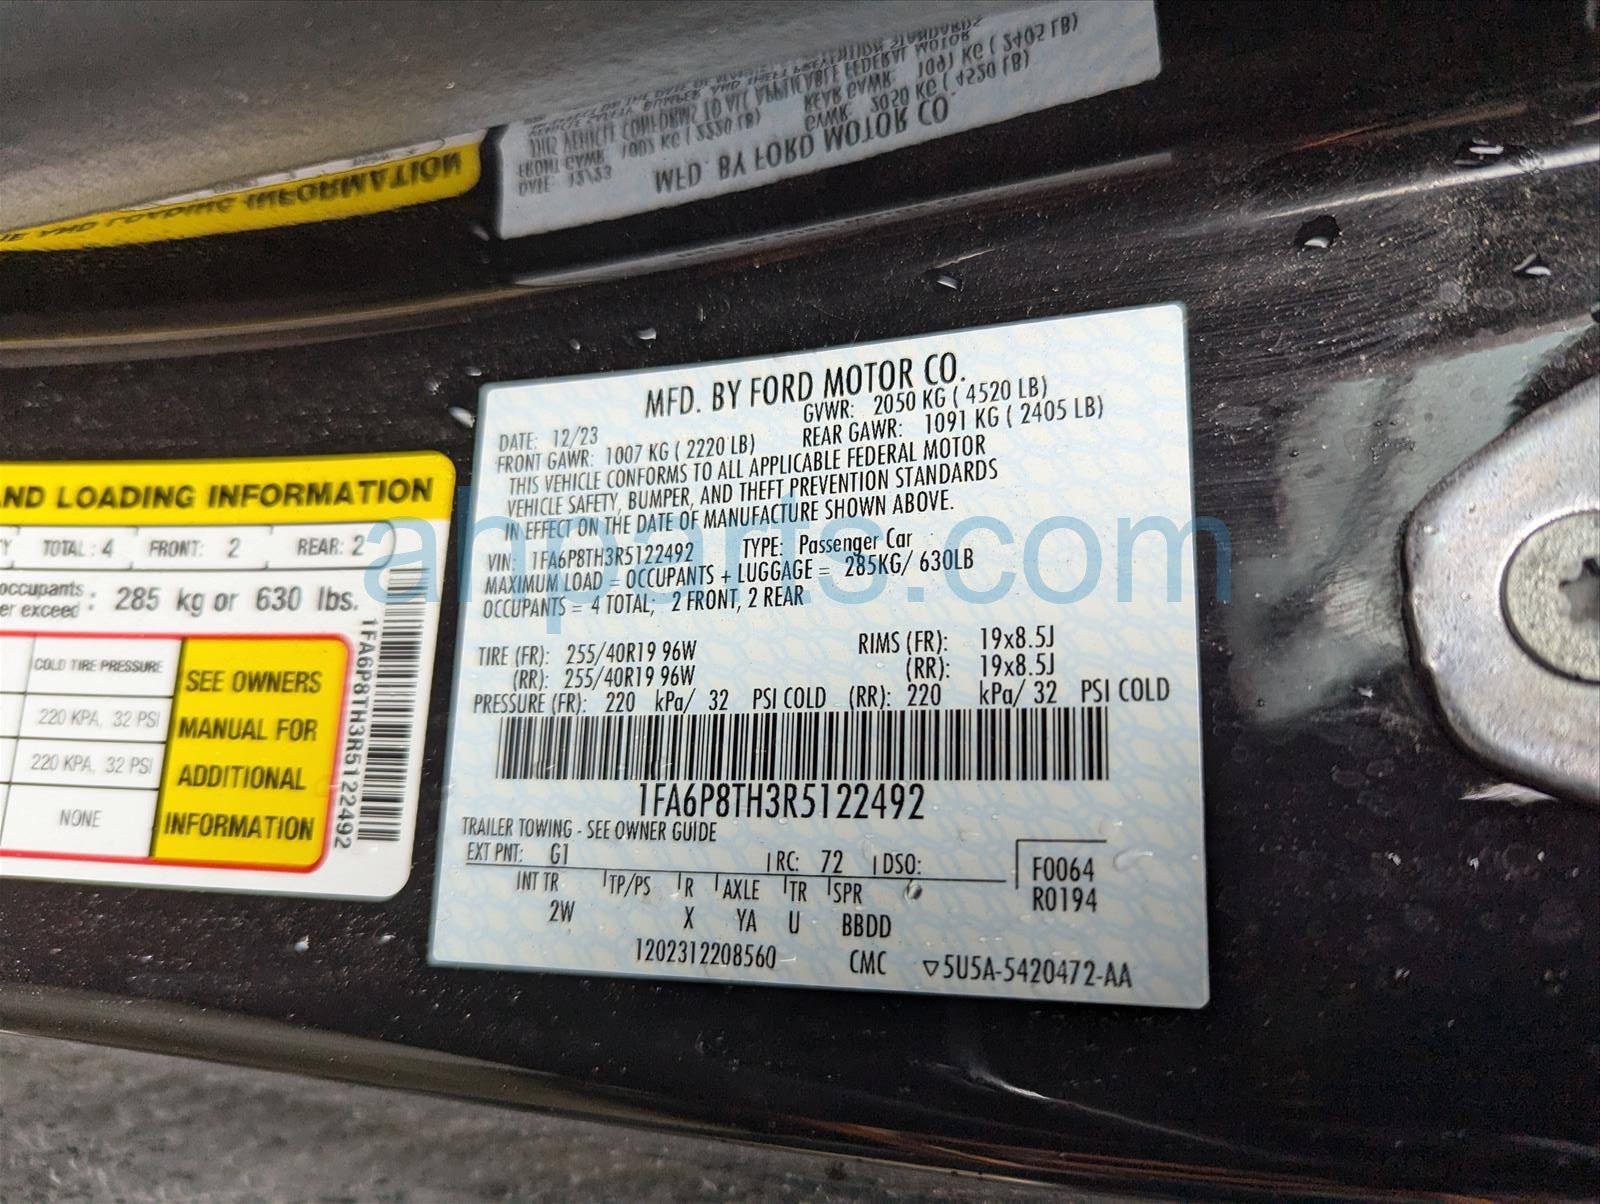 MFD. BY FORD MOTOR CO.
DATE: 12/23
GVWR: 2050 KG ( 4520 LB)
FRONT GAWR: 1007 KG ( 2220 LB)
REAR GAWR: 1091 KG ( 2405 LB)
THIS VEHICLE CONFORMS TO ALL APPLICABLE FEDERAL MOTOR
VEHICLE SAFETY, BUMPER, AND THEFT PREVENTION STANDARDS
IN EFFECT ON THE DATE OF MANUFACTURE SHOWN ABOVE.
VIN: 1FA6P8TH3R5122492 TYPE: Passenger Car
MAXIMUM LOAD = OCCUPANTS + LUGGAGE = 285KG/ 630LB
OCCUPANTS = 4 TOTAL; 2 FRONT, 2 REAR
TIRE (FR): 255/40R19 96W RIMS (FR): 19x8.5J
(RR): 255/40R19 96W (RR): 19x8.5J
PRESSURE (FR): 220 kPa/ 32 PSI COLD (RR): 220 kPa/ 32 PSI COLD
1FA6P8TH3R5122492
TRAILER TOWING - SEE OWNER GUIDE
EXT PNT: G1 RC: 72 DSO:
F0064
R0194
INT TR TP/PS R AXLE TR SPR
2W X YA U BBDD
1202312208560 CMC 5U5A-5420472-AA
ND LOADING INFORMATION
TOTAL : 4 FRONT: 2 REAR: 2
occupants
er exceed : 285 kg or 630 lbs.
COLD TIRE PRESSURE
220 KPA, 32 PSI
220 KPA, 32 PSI
NONE
SEE OWNERS
MANUAL FOR
ADDITIONAL
INFORMATION
1FA6P8TH3R5122492
ahparts.com